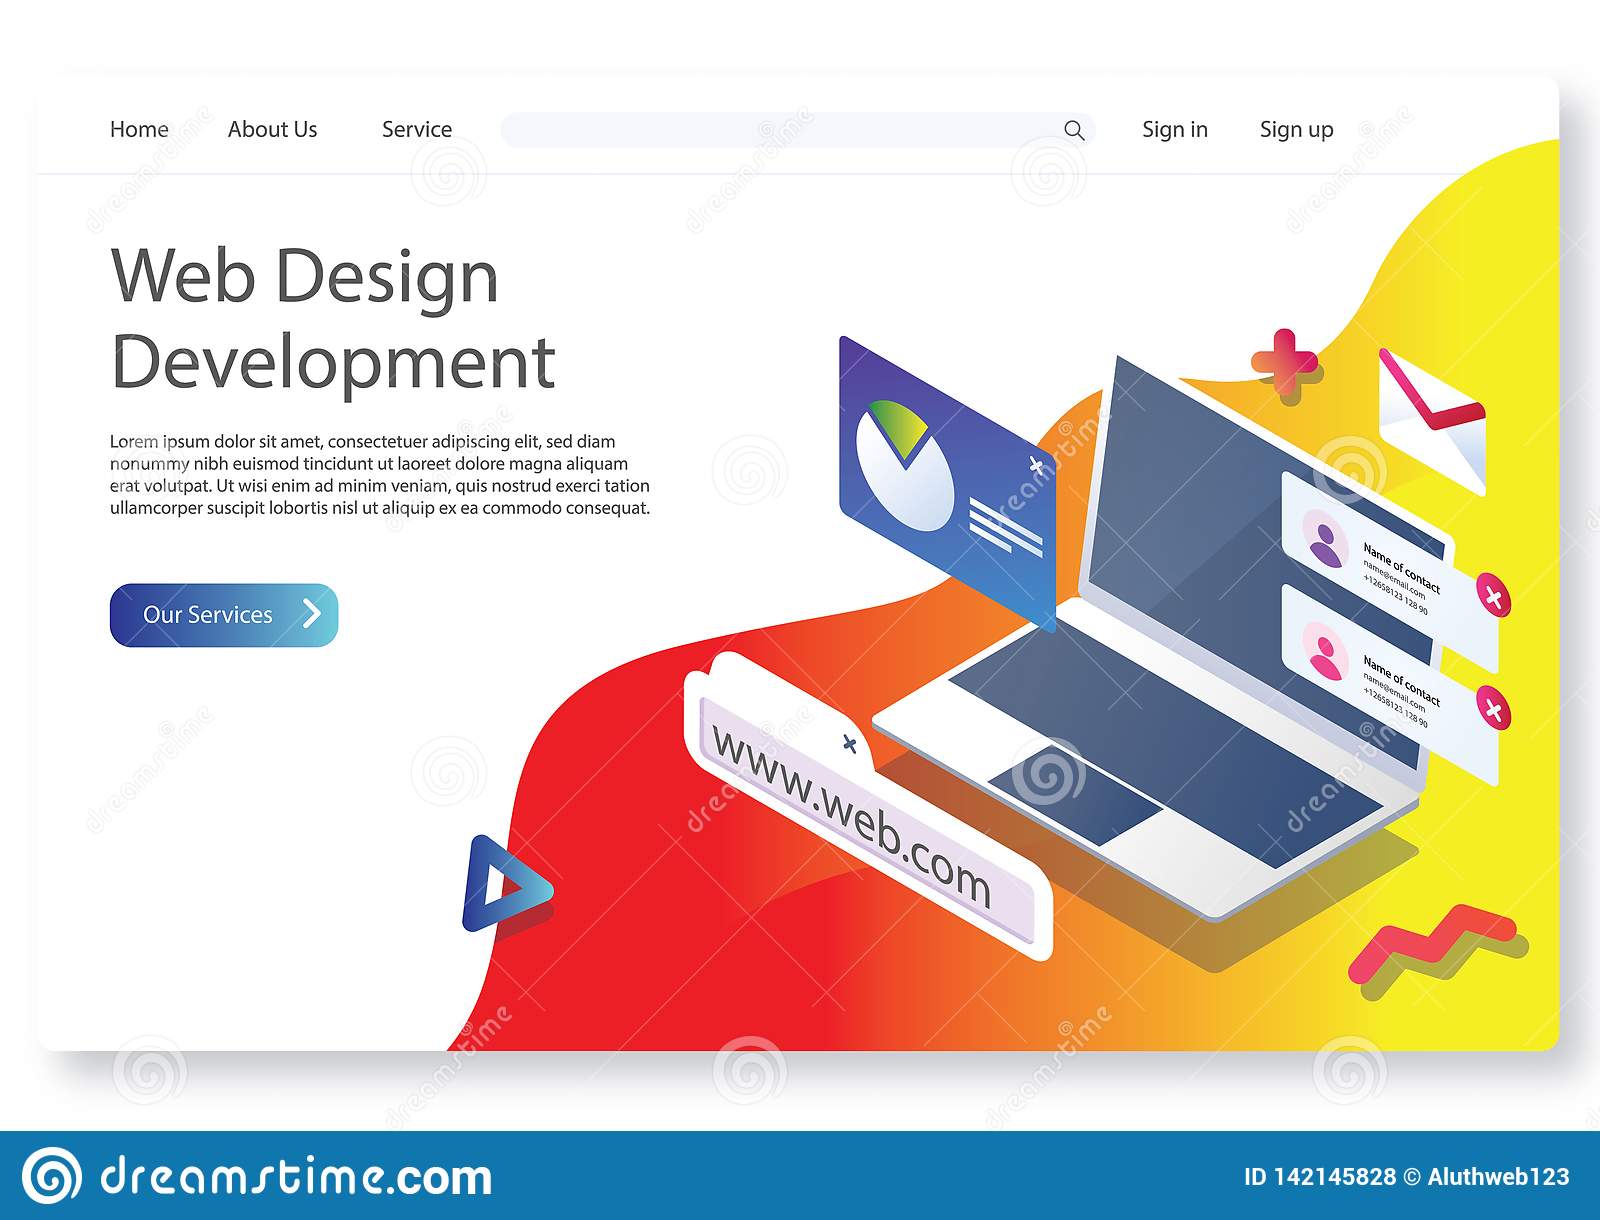 Home About Us Service Sign in Sign up
Web Design
Development
Lorem ipsum dolor sit amet, consectetuer adipiscing elit, sed diam
nonummy nibh euismod tincidunt ut laoreet dolore magna aliquam
erat volutpat. Ut wisi enim ad minim veniam, quis nostrud exerci tation
ullamcorper suscipit lobortis nisl ut aliquip ex ea commodo consequat.
Our Services
Name of contact
name@email.com
+12658123 128 90
Name of contact
name@email.com
+12658123 128 90
www.web.com
dreamstime.com
ID 142145828 © Aluthweb123